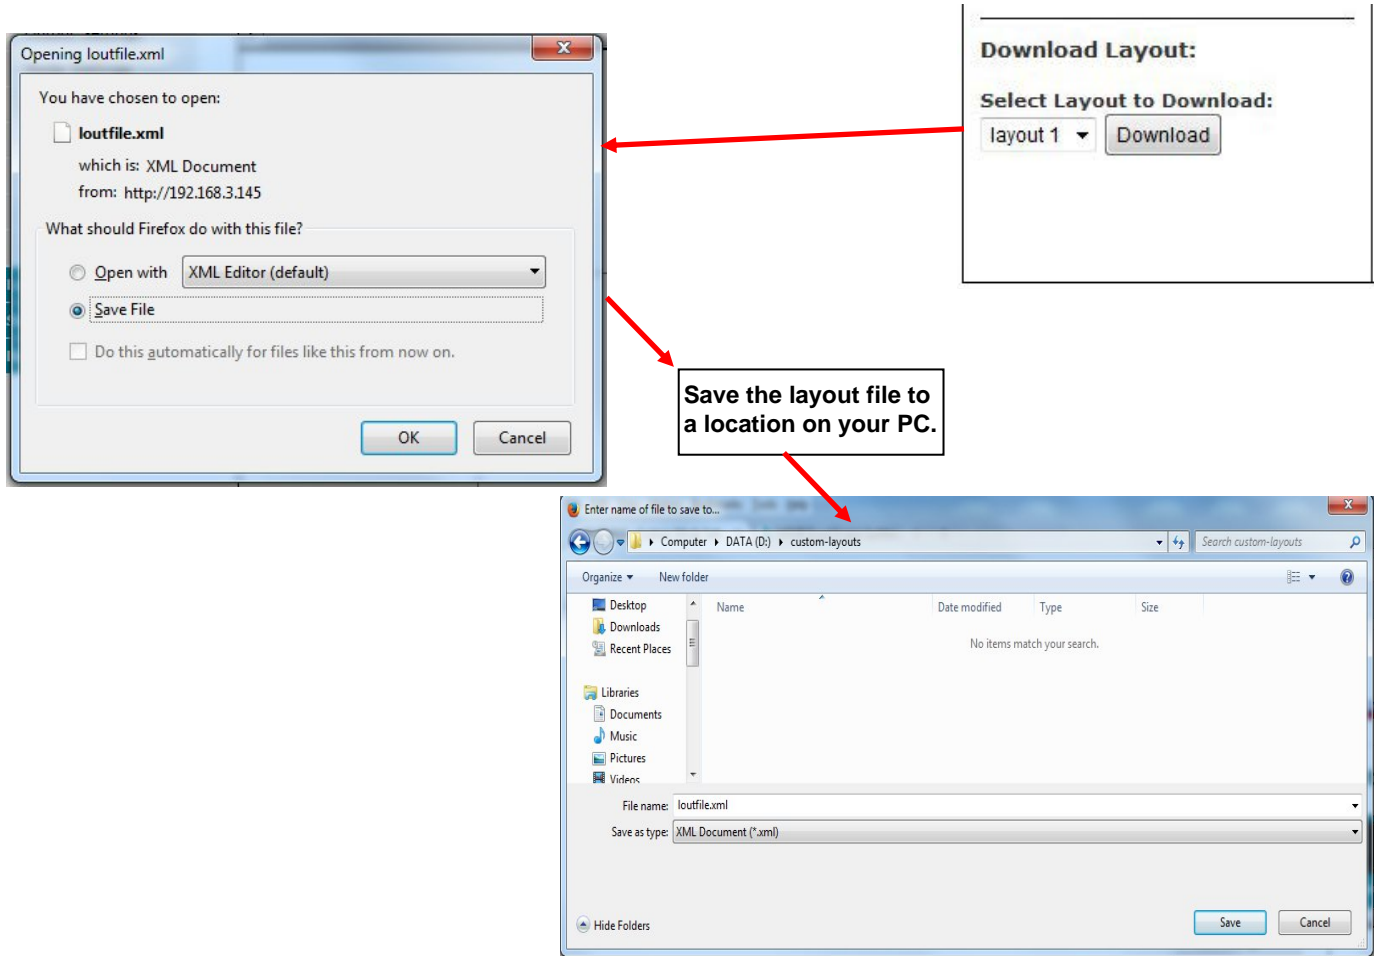 Opening loutfile.xml
You have chosen to open:
loutfile.xml
which is: XML Document
from: http://192.168.3.145
What should Firefox do with this file?
Open with XML Editor (default)
Save File
Do this automatically for files like this from now on.
OK Cancel
Download Layout:
Select Layout to Download:
layout 1 Download
Save the layout file to
a location on your PC.
Enter name of file to save to...
Computer DATA (D:) custom-layouts
Search custom-layouts
Organize New folder
Desktop
Downloads
Recent Places
Libraries
Documents
Music
Pictures
Videos
Name Date modified Type Size
No items match your search.
File name: loutfile.xml
Save as type: XML Document (*.xml)
Hide Folders
Save Cancel